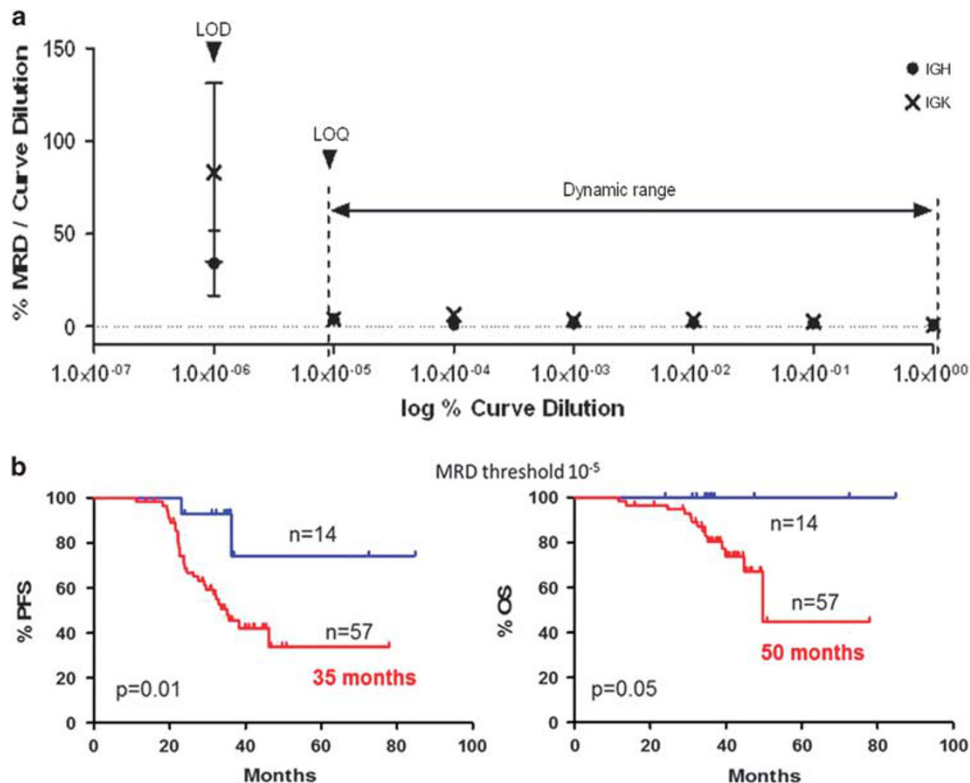 a
LOD
150
IGH
IGK
LOQ
100
Dynamic range
50
0
% MRD / Curve Dilution
1.0x10-07 1.0x10-06 1.0x10-05 1.0x10-04 1.0x10-03 1.0x10-02 1.0x10-01 1.0x1000
log % Curve Dilution
b
MRD threshold 10-5
100
80
60
40
20
0
% PFS
n=14
n=57
35 months
p=0.01
0 20 40 60 80 100
Months
100
80
60
40
20
0
% OS
n=14
n=57
50 months
p=0.05
0 20 40 60 80 100
Months